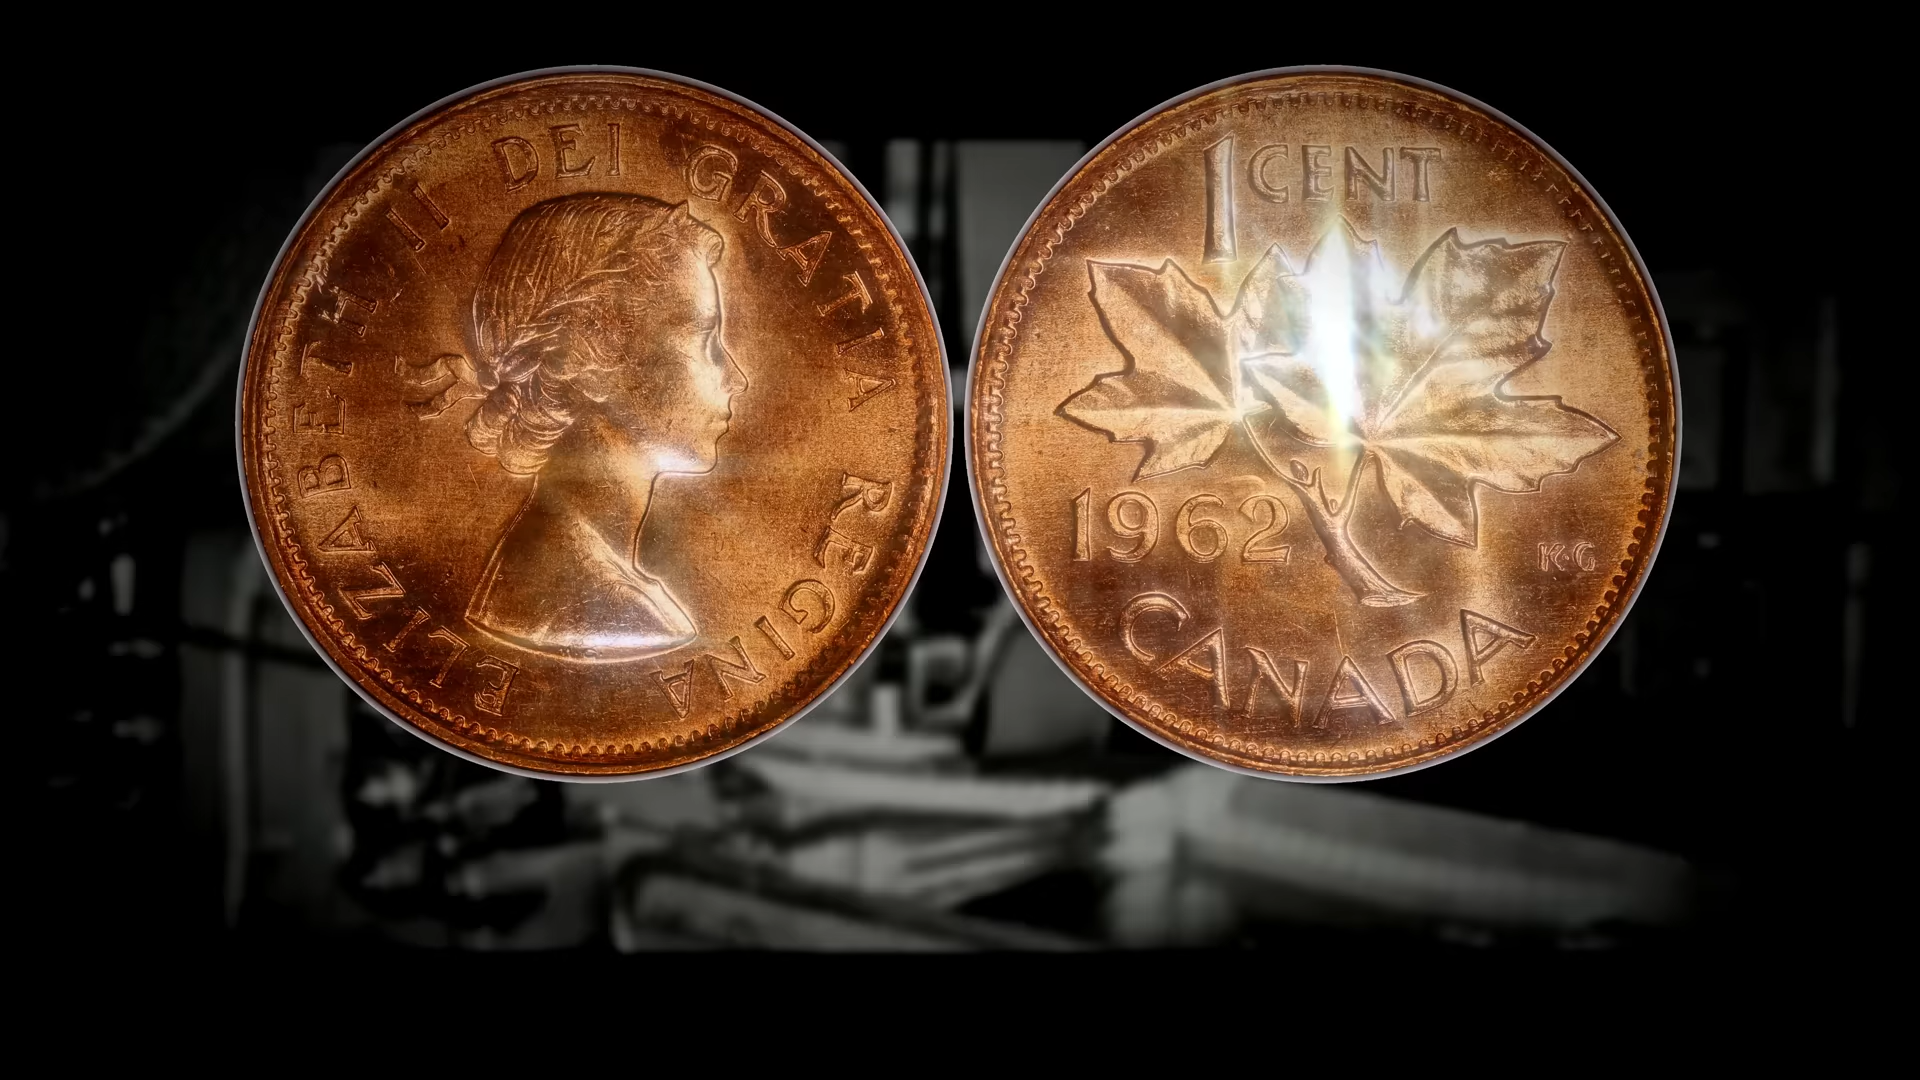 ELIZABETH II DEI GRATIA REGINA
1 CENT
1962
KG
CANADA